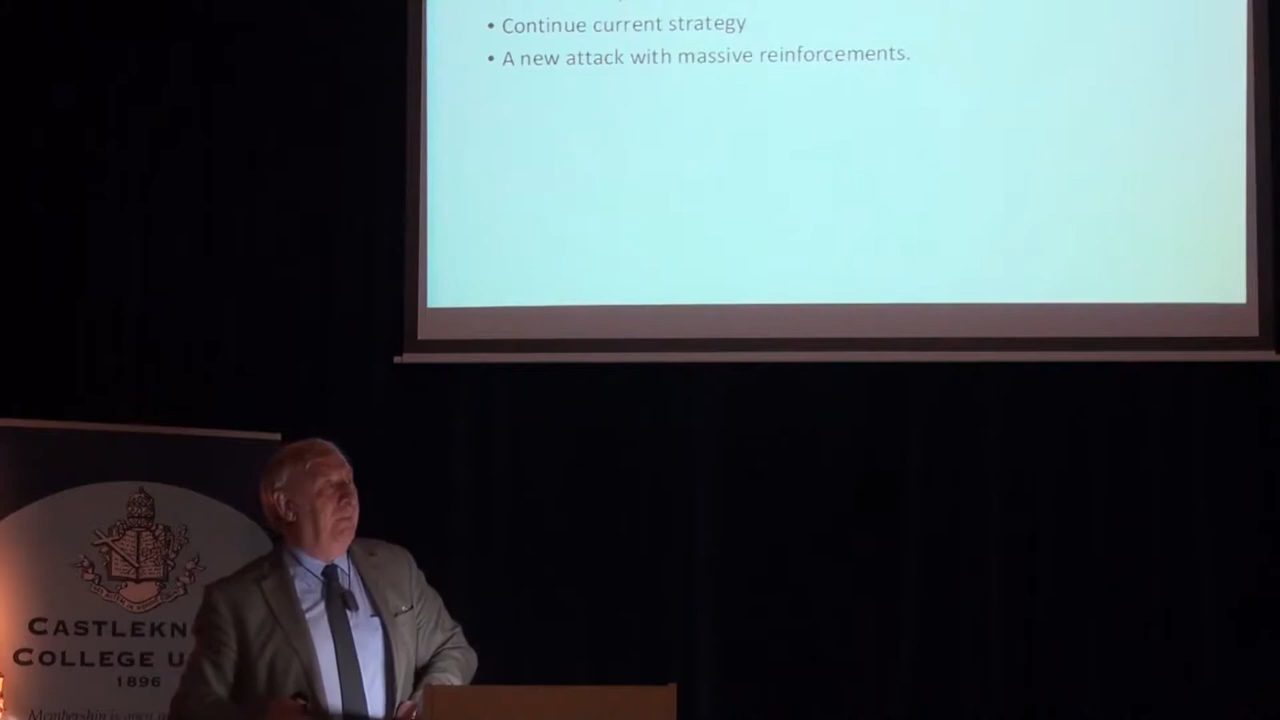 • Continue current strategy
• A new attack with massive reinforcements.
CASTLEKN
COLLEGE U
1896
Membership is open